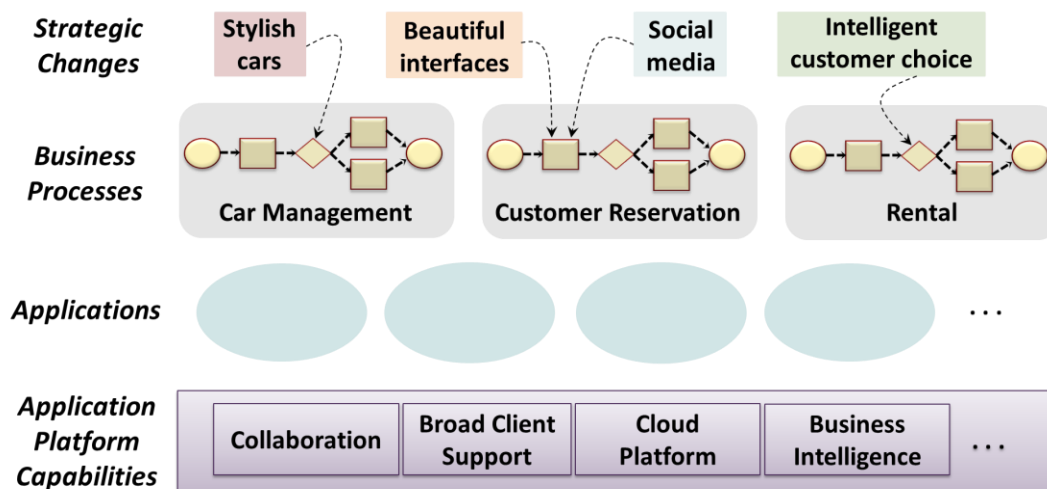 Strategic
Changes
Stylish
cars
Beautiful
interfaces
Social
media
Intelligent
customer choice
Business
Processes
Car Management
Customer Reservation
Rental
Applications
...
Application
Platform
Capabilities
Collaboration
Broad Client
Support
Cloud
Platform
Business
Intelligence
...